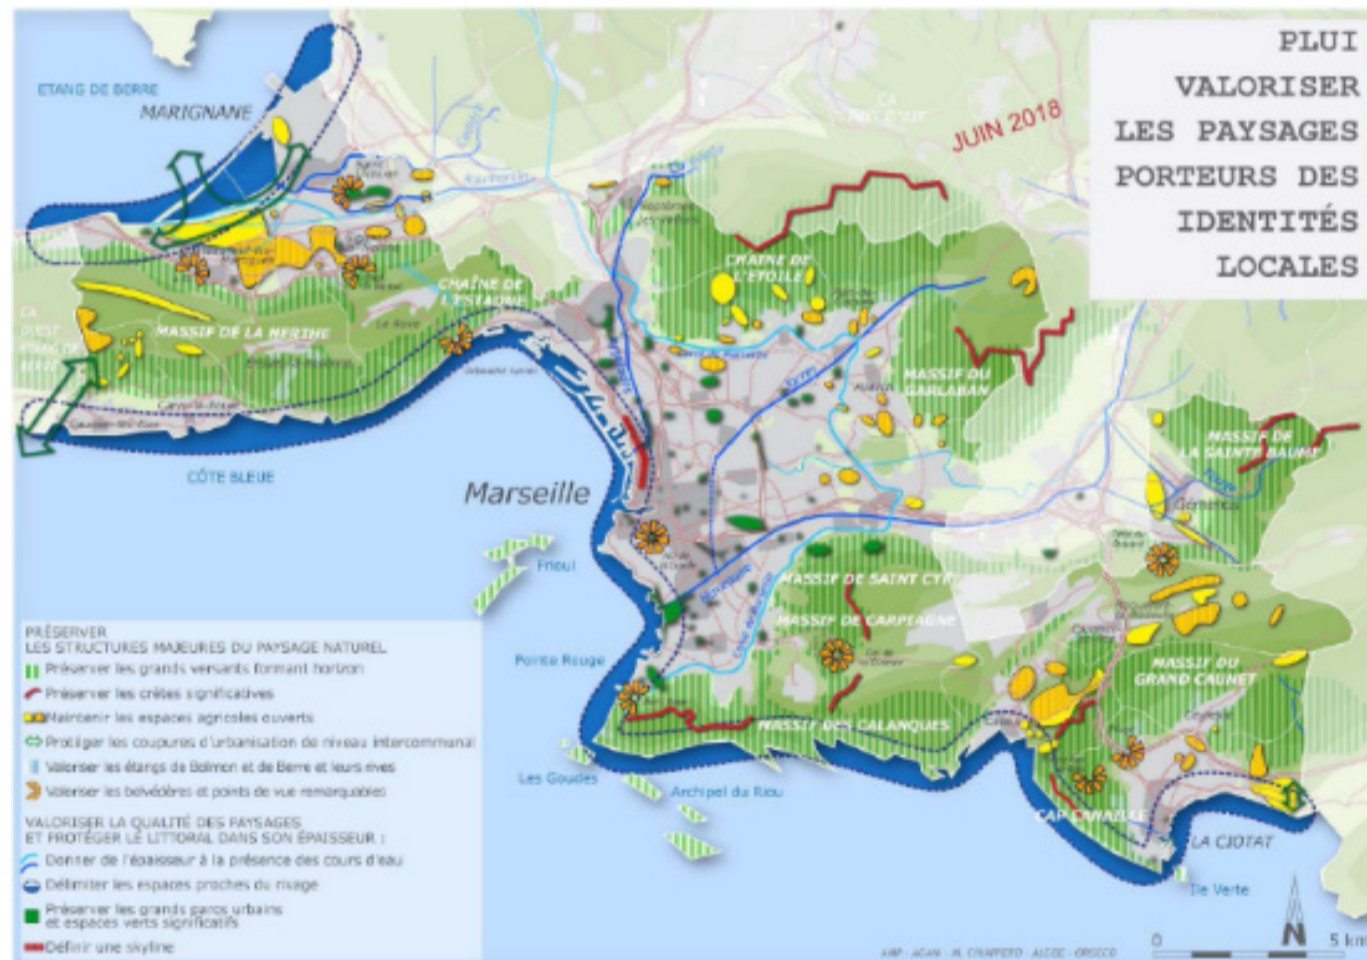 PLUI
VALORISER
LES PAYSAGES
PORTEURS DES
IDENTITÉS
LOCALES
JUIN 2018
ETANG DE BERRE
MARIGNANE
CHAÎNE DE
L'ETOILE
CHAÎNE DE
L'ESTAQUE
MASSIF DE LA NERTHE
Le Rove
MASSIF DU
GARLABAN
MASSIF DE
LA SAINTE BAUME
Gémenos
CÔTE BLEUE
Marseille
Frioul
MASSIF DE SAINT CYR
MASSIF DE CARPIAGNE
Pointe Rouge
MASSIF DU
GRAND CAUNET
MASSIF DES CALANQUES
Les Goudes
Archipel du Riou
CAP CANAILLE
LA CIOTAT
Ile Verte
PRÉSERVER
LES STRUCTURES MAJEURES DU PAYSAGE NATUREL
Préserver les grands versants formant horizon
Préserver les crêtes significatives
Maintenir les espaces agricoles ouverts
Protéger les coupures d'urbanisation de niveau intercommunal
Valoriser les étangs de Bolmon et de Berre et leurs rives
Valoriser les belvédères et points de vue remarquables
VALORISER LA QUALITÉ DES PAYSAGES
ET PROTÉGER LE LITTORAL DANS SON ÉPAISSEUR :
Donner de l'épaisseur à la présence des cours d'eau
Délimiter les espaces proches du rivage
Préserver les grands parcs urbains
et espaces verts significatifs
Définir une skyline
N
0 5 km